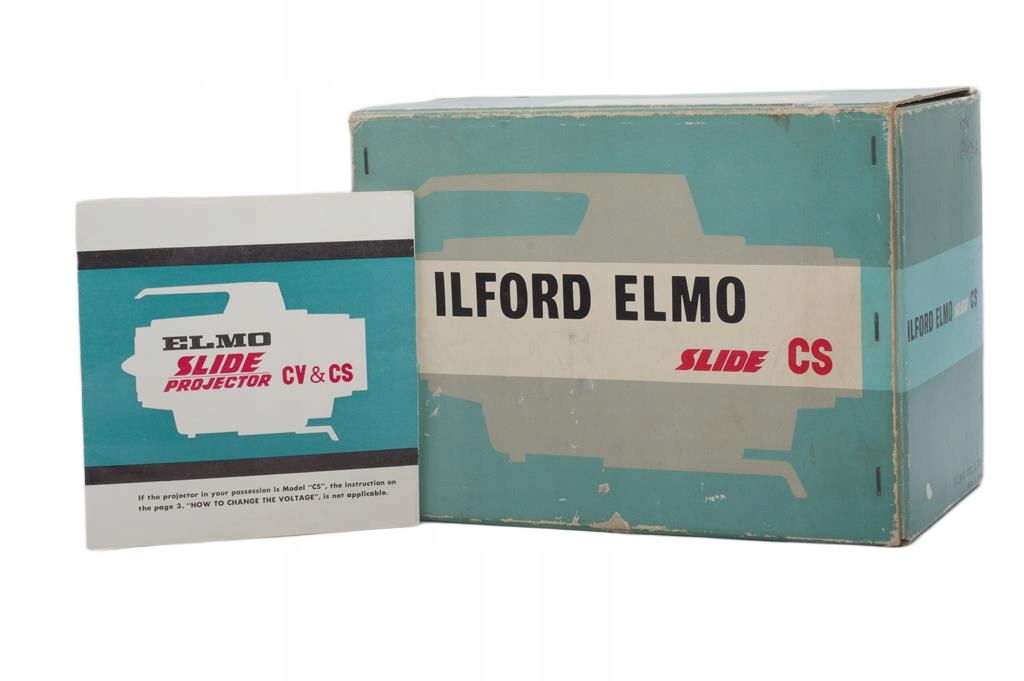 ELMO
SLIDE
PROJECTOR CV & CS
If the projector in your possession is Model "CS", the instruction on
the page 3, "HOW TO CHANGE THE VOLTAGE", is not applicable.
ILFORD ELMO
SLIDE CS
ILFORD ELMO SLIDE CS